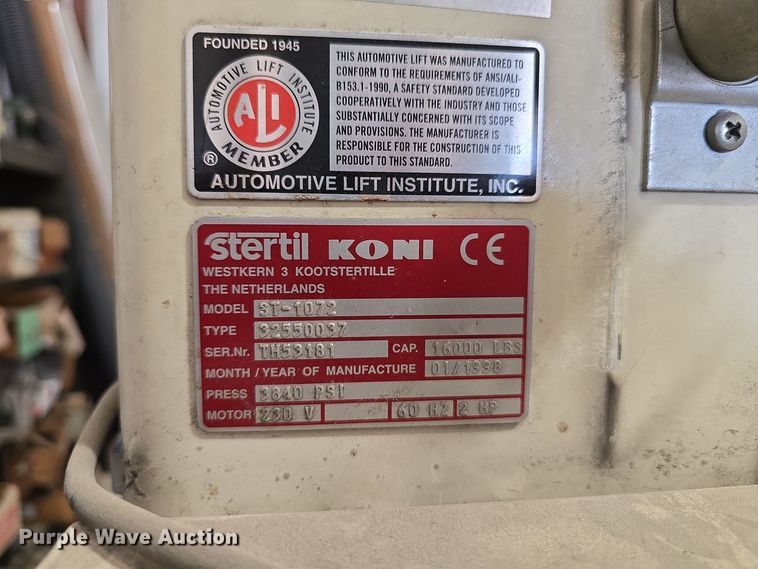 FOUNDED 1945
AUTOMOTIVE LIFT INSTITUTE
ALI
MEMBER
®
THIS AUTOMOTIVE LIFT WAS MANUFACTURED TO
CONFORM TO THE REQUIREMENTS OF ANSI/ALI-
B153.1-1990, A SAFETY STANDARD DEVELOPED
COOPERATIVELY WITH THE INDUSTRY AND THOSE
SUBSTANTIALLY CONCERNED WITH ITS SCOPE
AND PROVISIONS. THE MANUFACTURER IS
RESPONSIBLE FOR THE CONSTRUCTION OF THIS
PRODUCT TO THIS STANDARD.
AUTOMOTIVE LIFT INSTITUTE, INC.
stertil KONI CE
WESTKERN 3 KOOTSTERTILLE
THE NETHERLANDS
MODEL ST-1072
TYPE 32550037
SER.Nr. TH53181 CAP. 16000 LBS
MONTH / YEAR OF MANUFACTURE 01/1998
PRESS 3840 PSI
MOTOR 230 V 60 HZ 2 HP
Purple Wave Auction